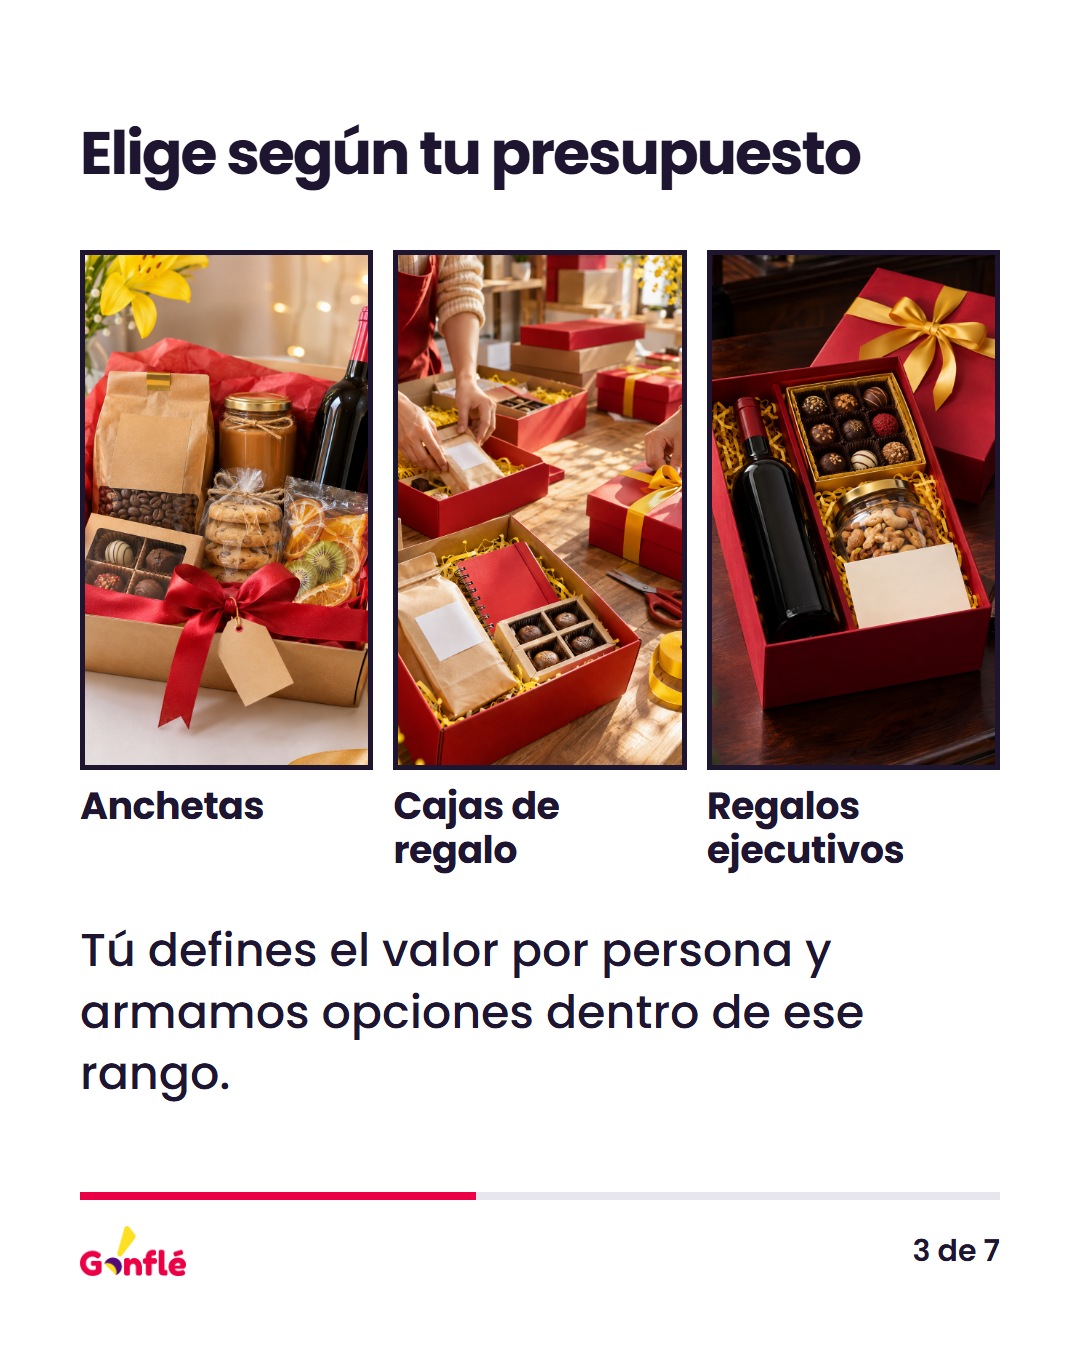 Elige según tu presupuesto
Anchetas
Cajas de
regalo
Regalos
ejecutivos
Tú defines el valor por persona y
armamos opciones dentro de ese
rango.
Gonflé
3 de 7